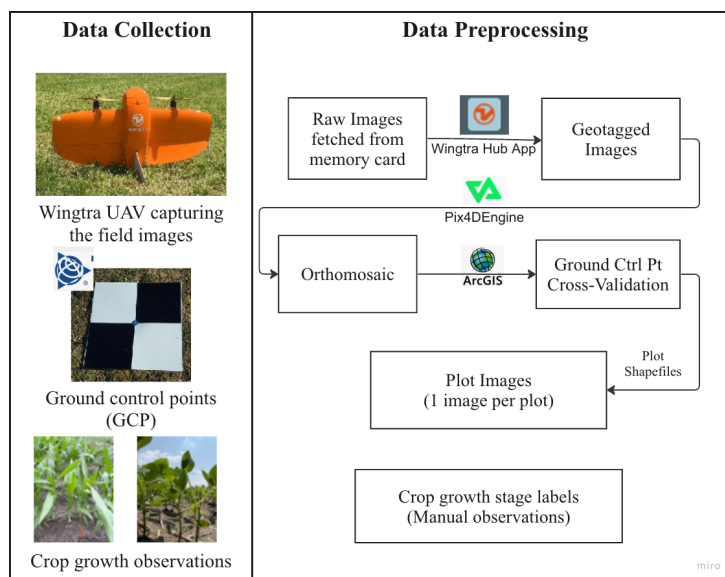 Data Collection
Wingtra UAV capturing
the field images
®
Ground control points
(GCP)
Crop growth observations
Data Preprocessing
Raw Images
fetched from
memory card
Wingtra Hub App
Geotagged
Images
Pix4DEngine
Orthomosaic
ArcGIS
Ground Ctrl Pt
Cross-Validation
Plot
Shapefiles
Plot Images
(1 image per plot)
Crop growth stage labels
(Manual observations)
miro